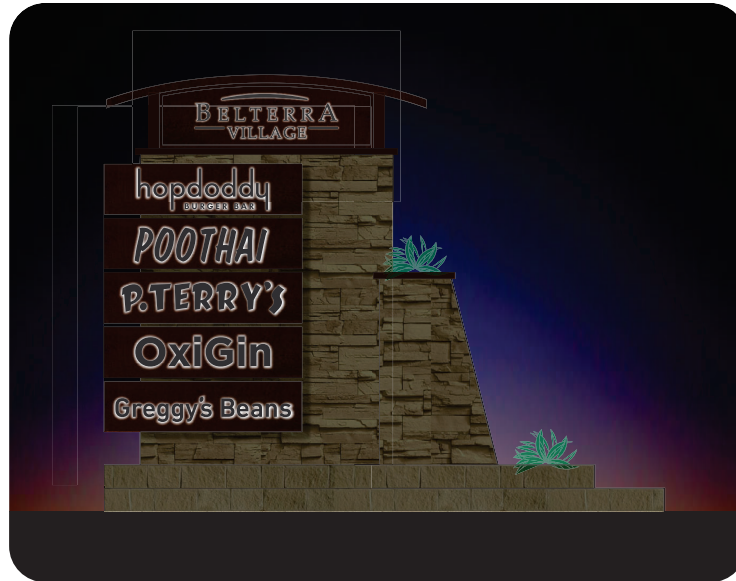 BELTERRA
VILLAGE
hopdoddy
BURGER BAR
POOTHAI
P.TERRY'S
OxiGin
Greggy's Beans